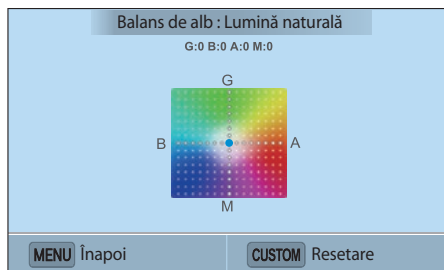 Balans de alb : Lumină naturală
G:0 B:0 A:0 M:0
G
B A
M
MENU Înapoi CUSTOM Resetare